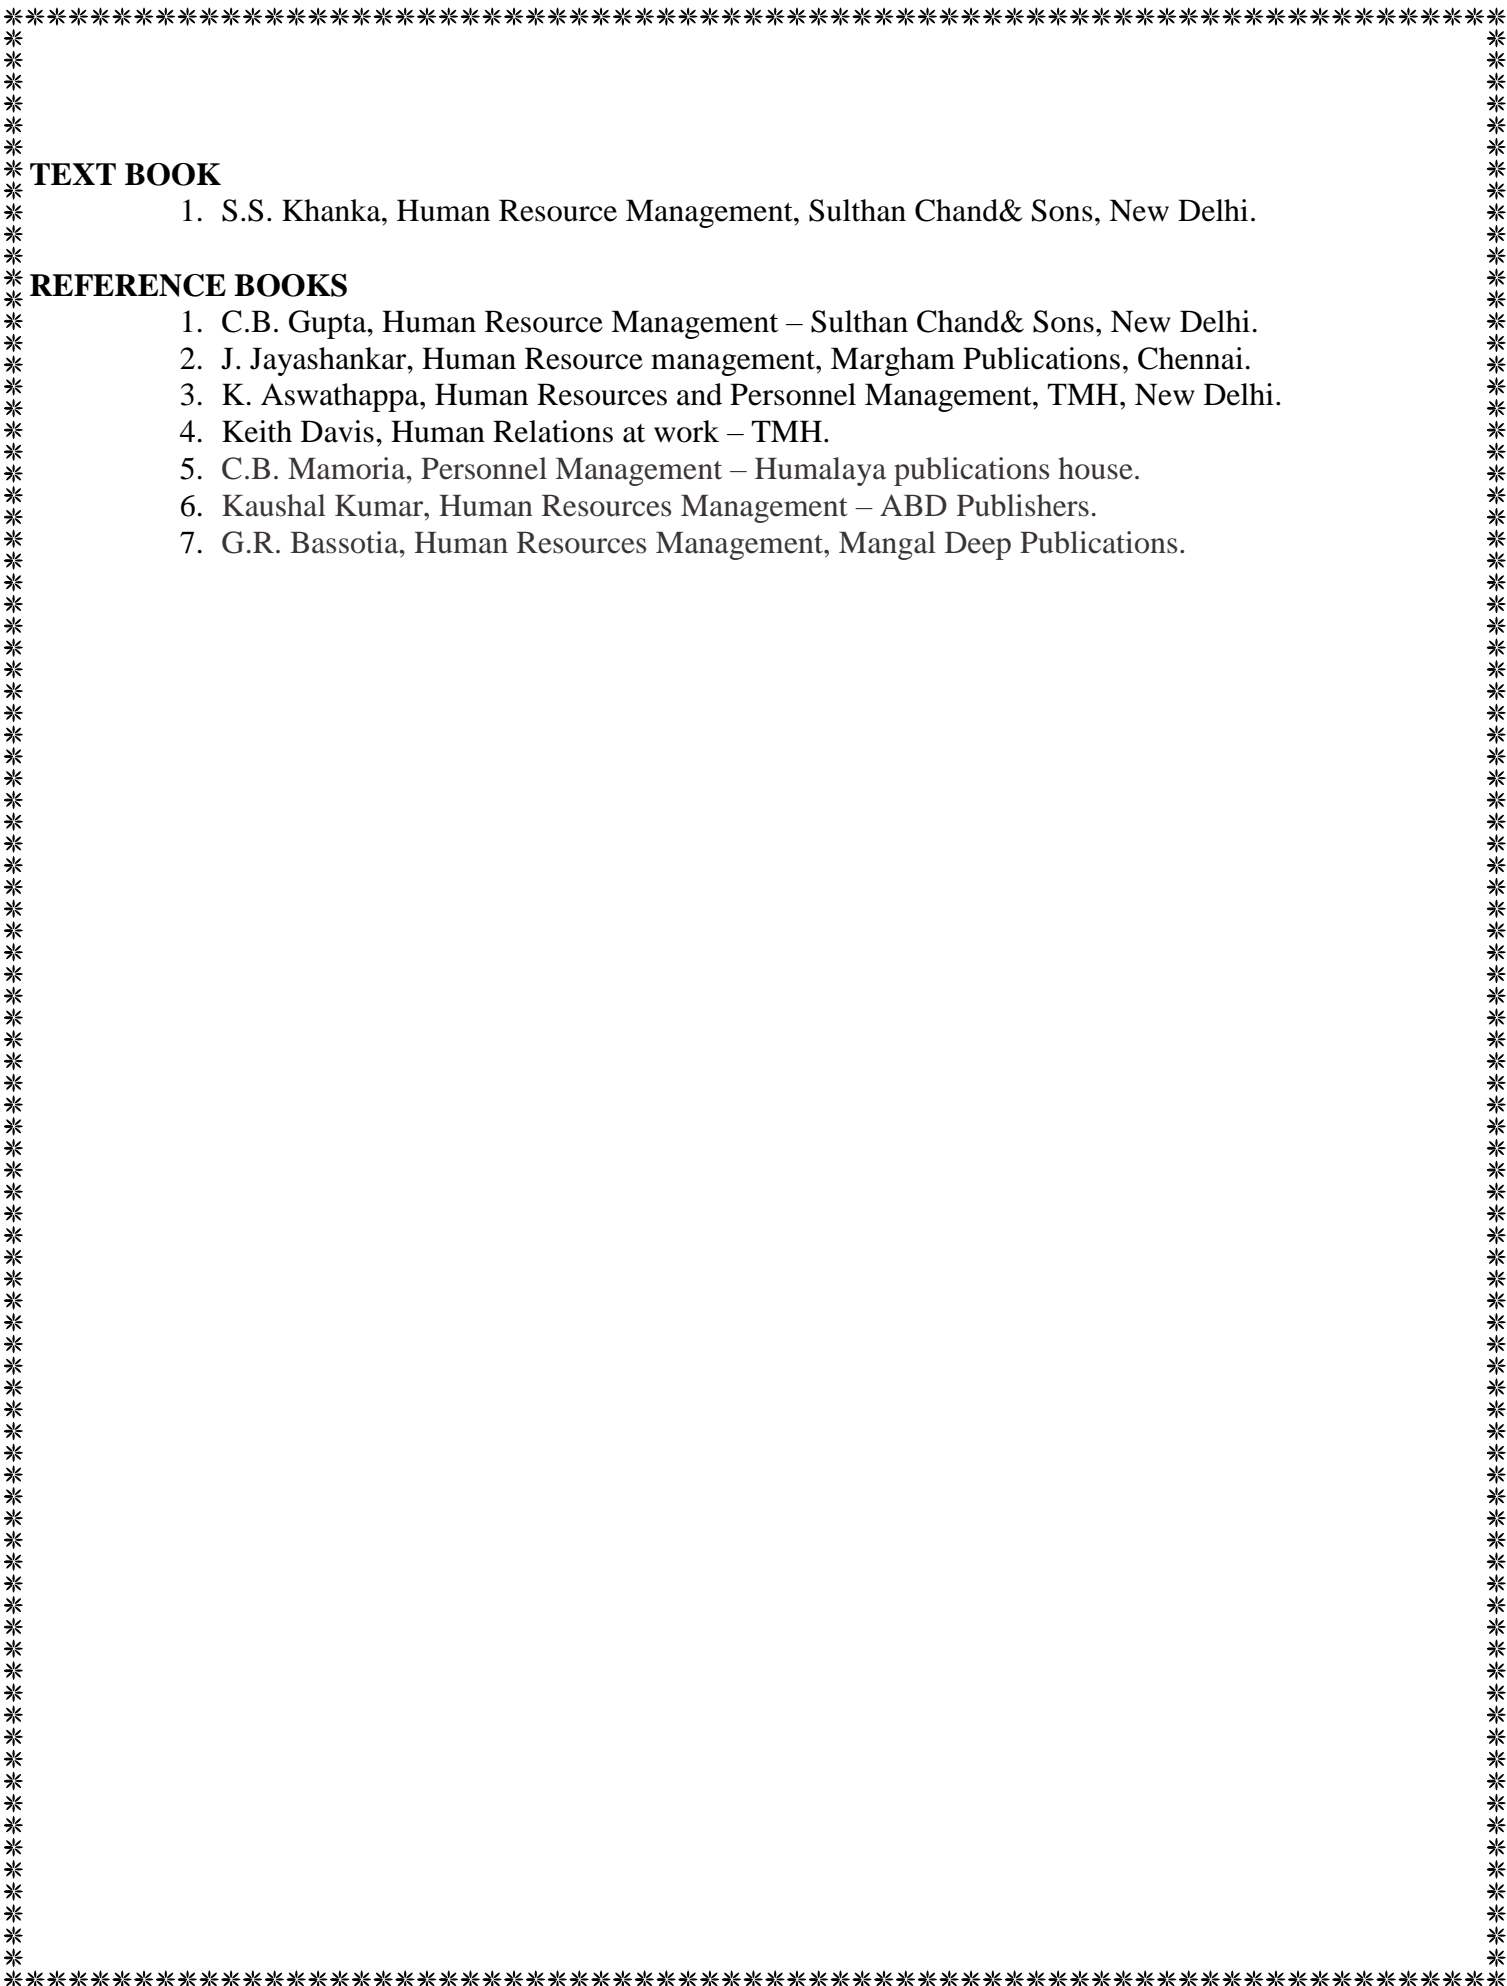 TEXT BOOK
1. S.S. Khanka, Human Resource Management, Sulthan Chand& Sons, New Delhi.
REFERENCE BOOKS
1. C.B. Gupta, Human Resource Management – Sulthan Chand& Sons, New Delhi.
2. J. Jayashankar, Human Resource management, Margham Publications, Chennai.
3. K. Aswathappa, Human Resources and Personnel Management, TMH, New Delhi.
4. Keith Davis, Human Relations at work – TMH.
5. C.B. Mamoria, Personnel Management – Humalaya publications house.
6. Kaushal Kumar, Human Resources Management – ABD Publishers.
7. G.R. Bassotia, Human Resources Management, Mangal Deep Publications.